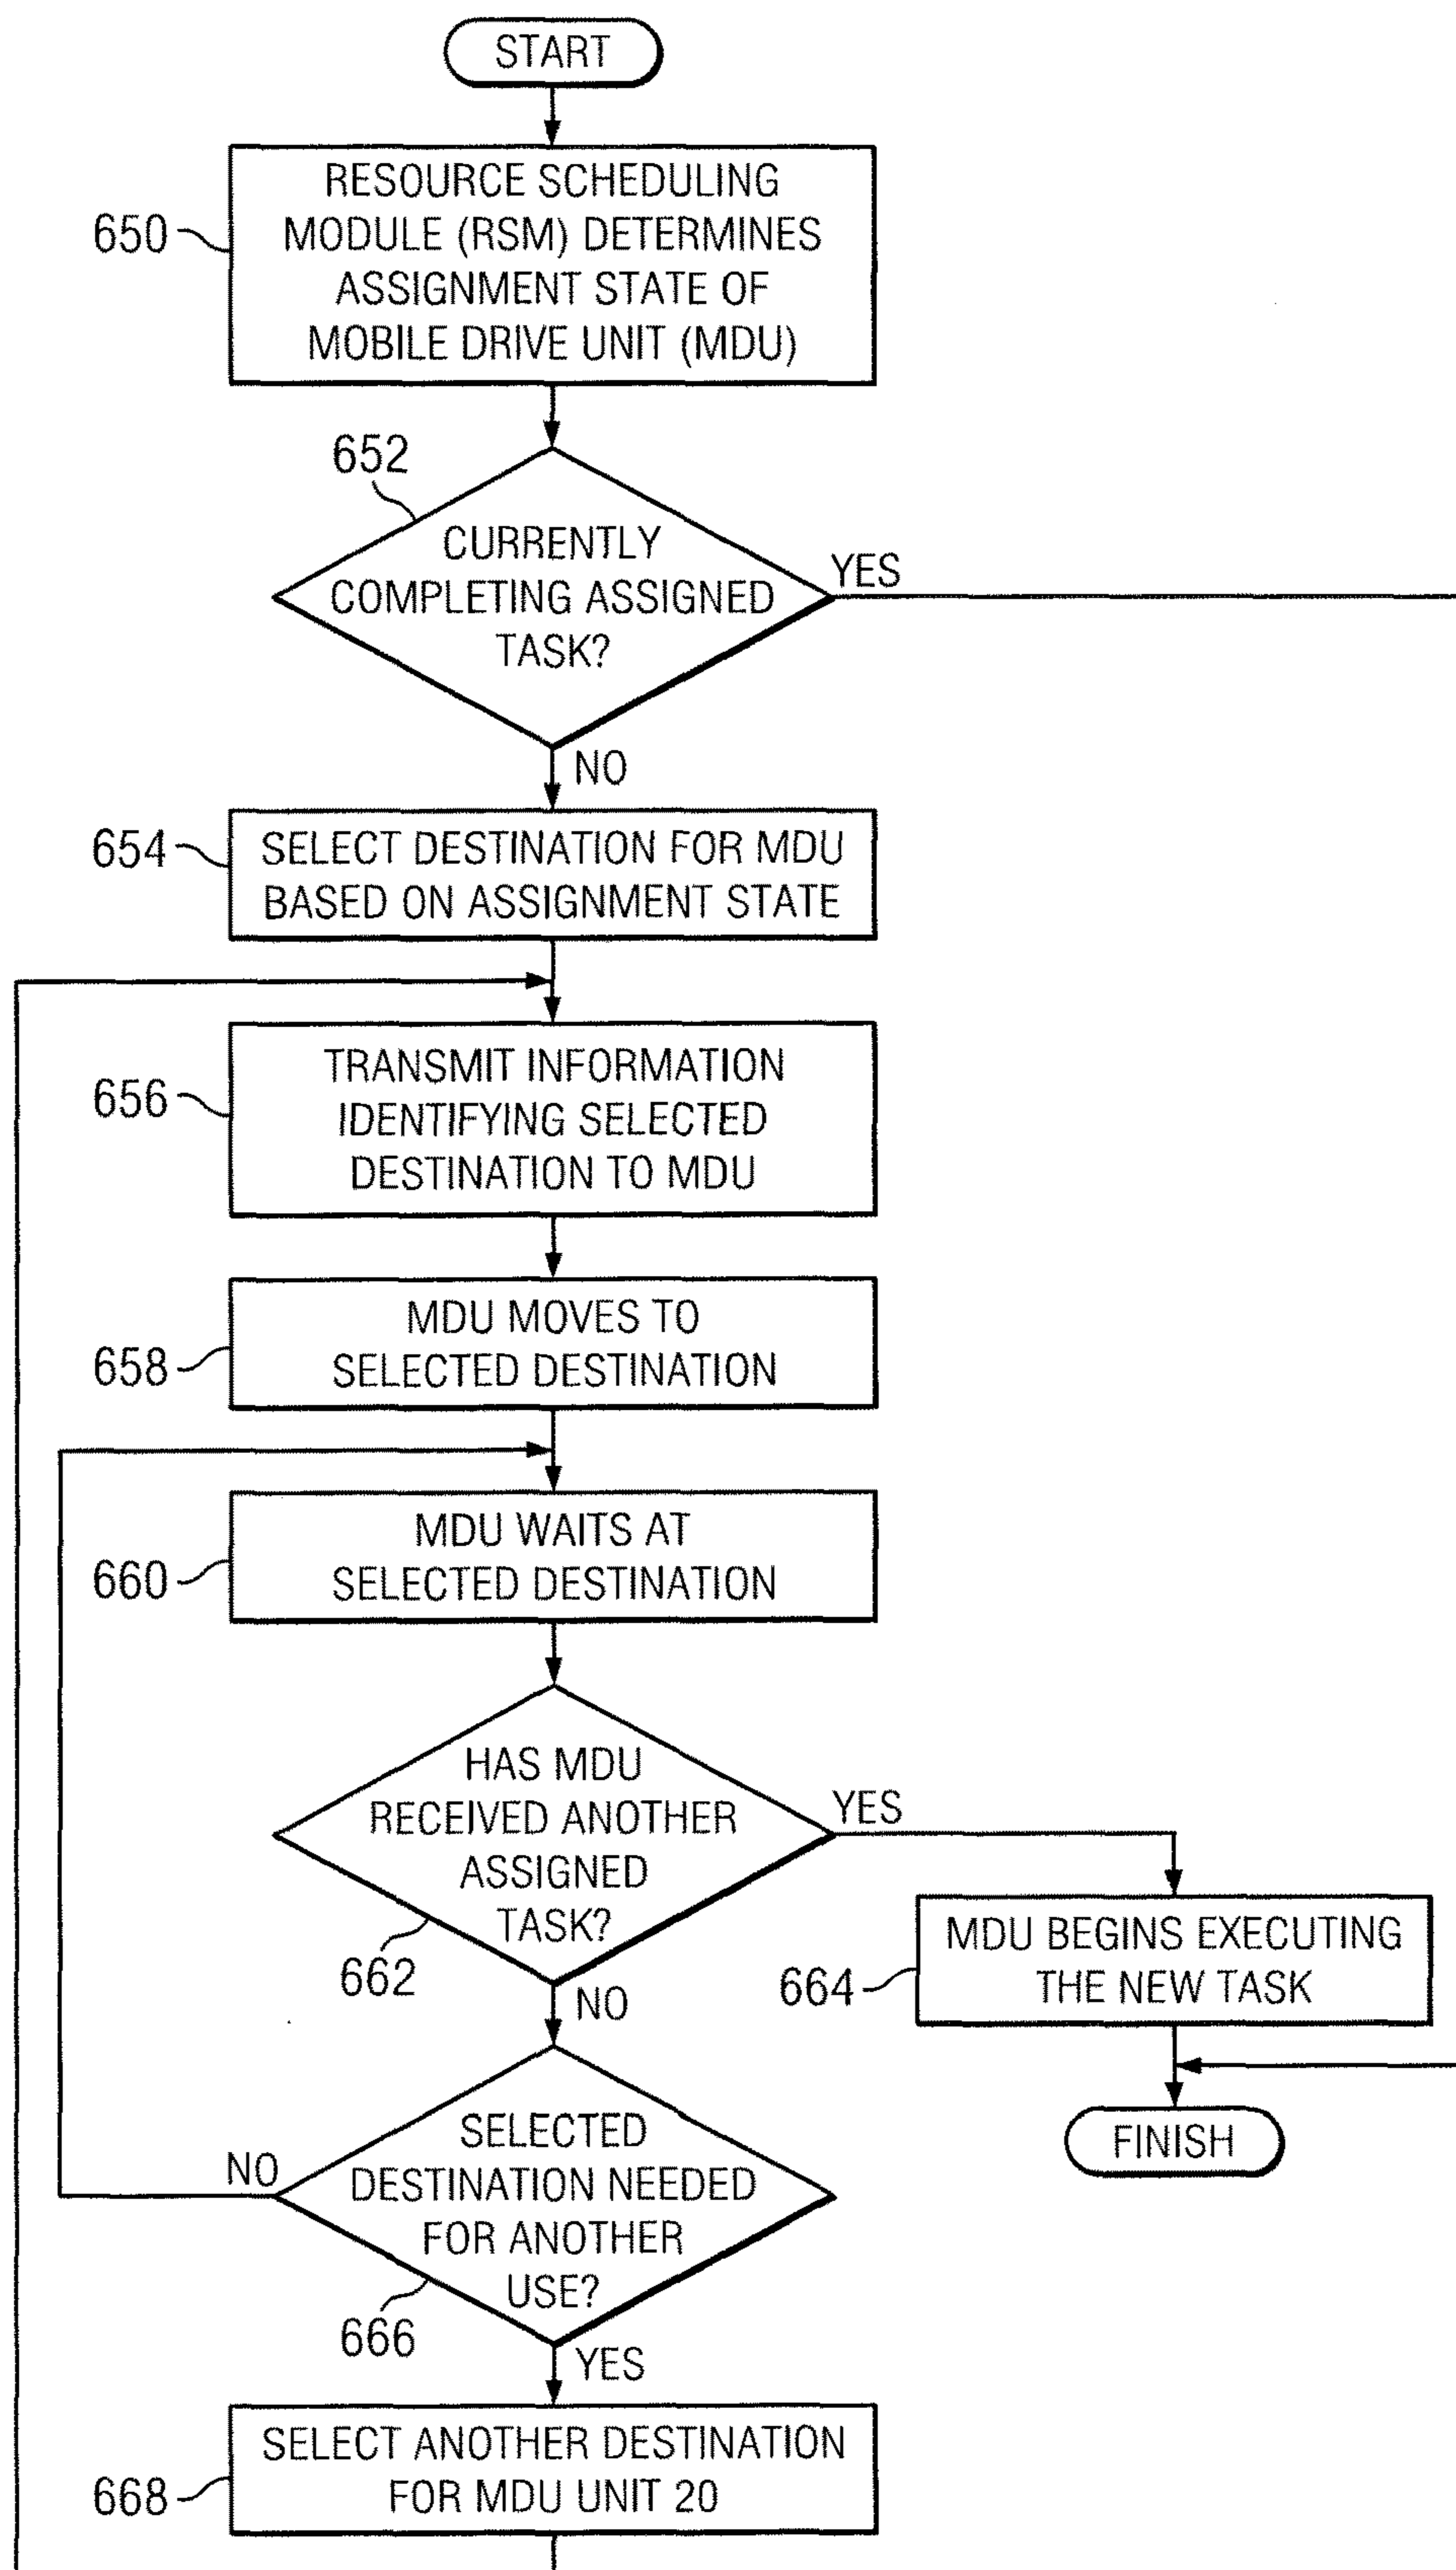 START
RESOURCE SCHEDULING
MODULE (RSM) DETERMINES
ASSIGNMENT STATE OF
MOBILE DRIVE UNIT (MDU)
650
652
CURRENTLY
COMPLETING ASSIGNED
TASK?
YES
NO
654
SELECT DESTINATION FOR MDU
BASED ON ASSIGNMENT STATE
656
TRANSMIT INFORMATION
IDENTIFYING SELECTED
DESTINATION TO MDU
658
MDU MOVES TO
SELECTED DESTINATION
660
MDU WAITS AT
SELECTED DESTINATION
HAS MDU
RECEIVED ANOTHER
ASSIGNED
TASK?
YES
662
NO
664
MDU BEGINS EXECUTING
THE NEW TASK
FINISH
SELECTED
DESTINATION NEEDED
FOR ANOTHER
USE?
NO
666
YES
668
SELECT ANOTHER DESTINATION
FOR MDU UNIT 20